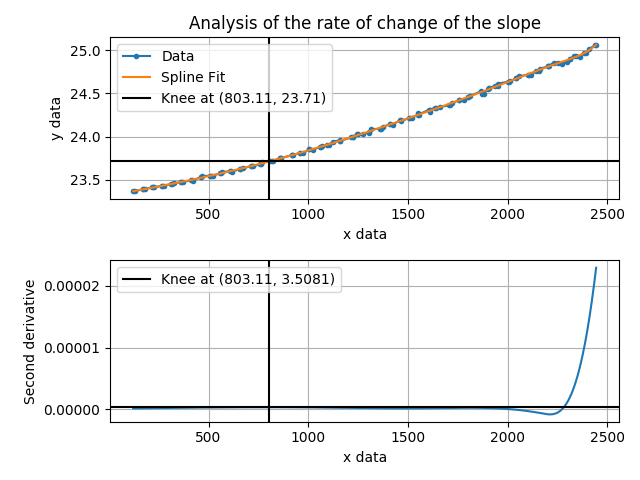 Analysis of the rate of change of the slope
Data
Spline Fit
Knee at (803.11, 23.71)
y data
25.0
24.5
24.0
23.5
500 1000 1500 2000 2500
x data
Knee at (803.11, 3.5081)
Second derivative
0.00002
0.00001
0.00000
500 1000 1500 2000 2500
x data